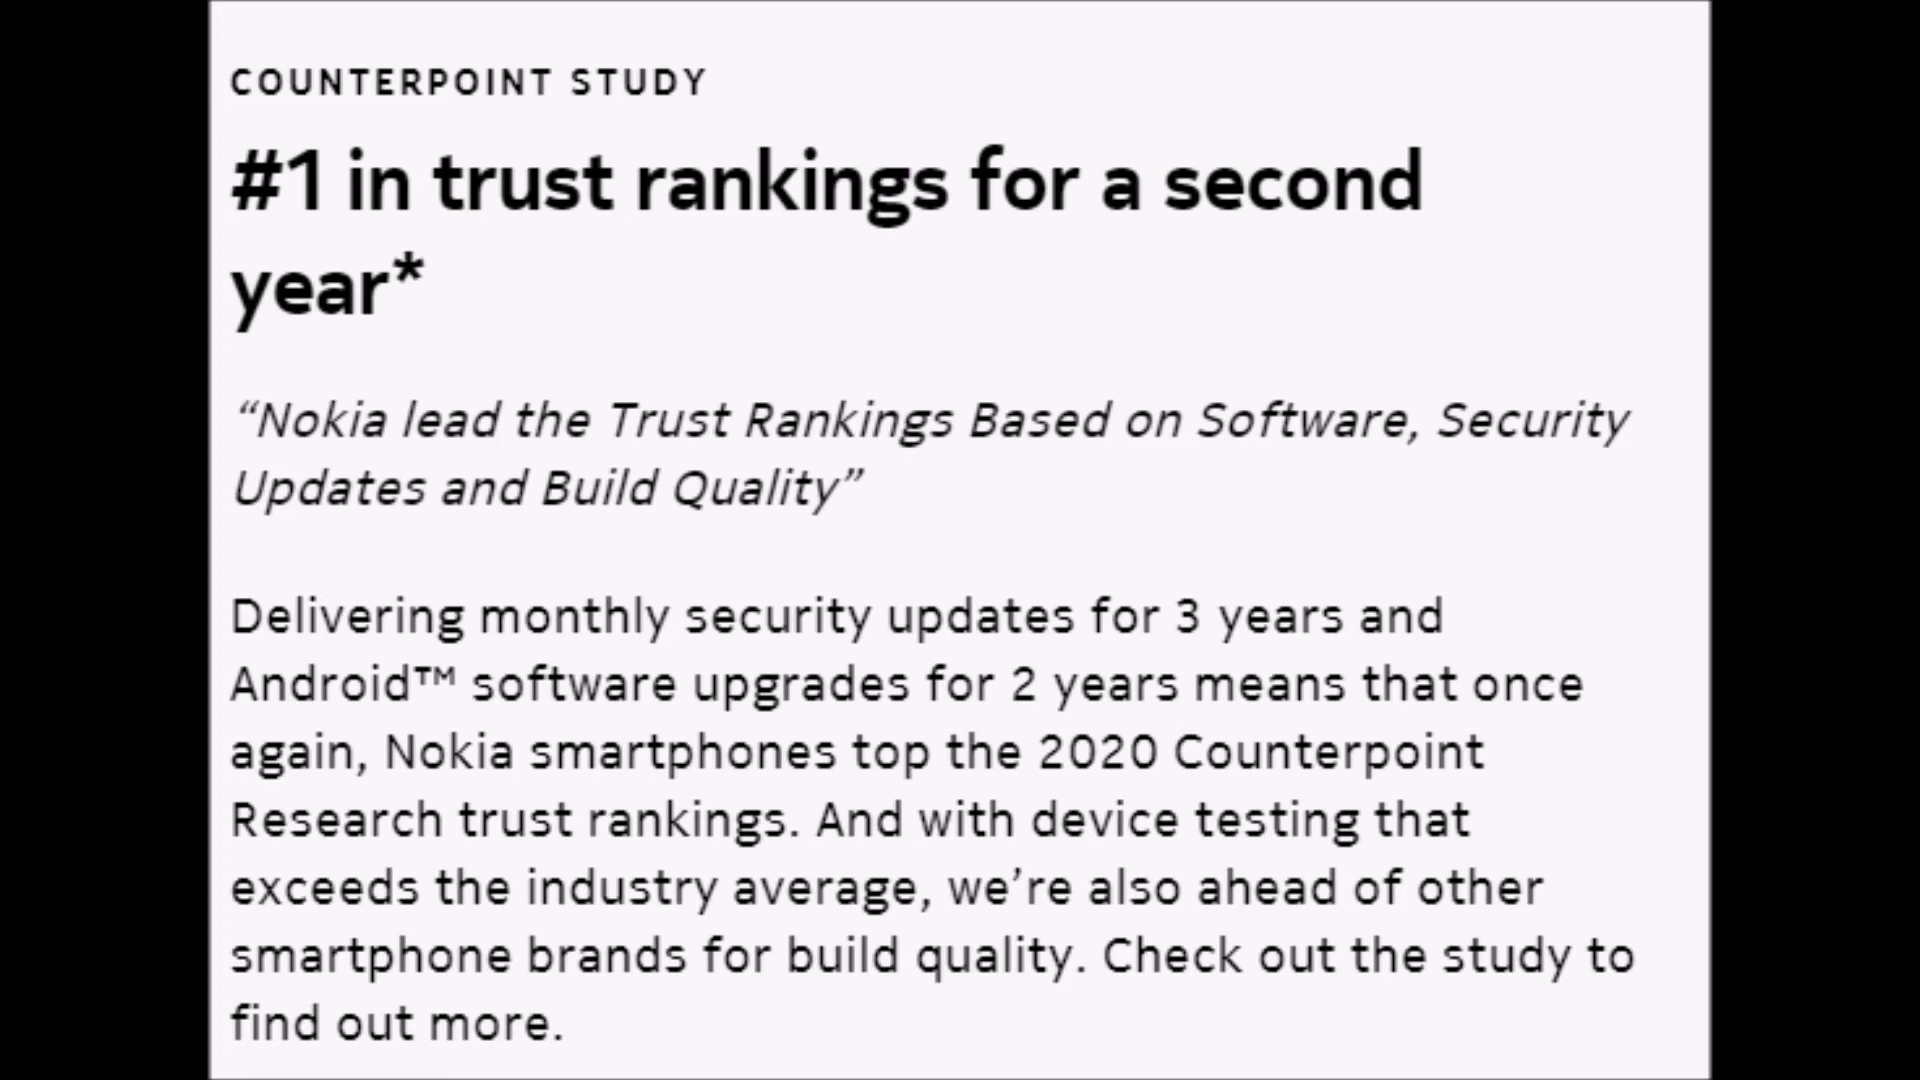 COUNTERPOINT STUDY
#1 in trust rankings for a second
year*
“Nokia lead the Trust Rankings Based on Software, Security
Updates and Build Quality”
Delivering monthly security updates for 3 years and
Android™ software upgrades for 2 years means that once
again, Nokia smartphones top the 2020 Counterpoint
Research trust rankings. And with device testing that
exceeds the industry average, we’re also ahead of other
smartphone brands for build quality. Check out the study to
find out more.